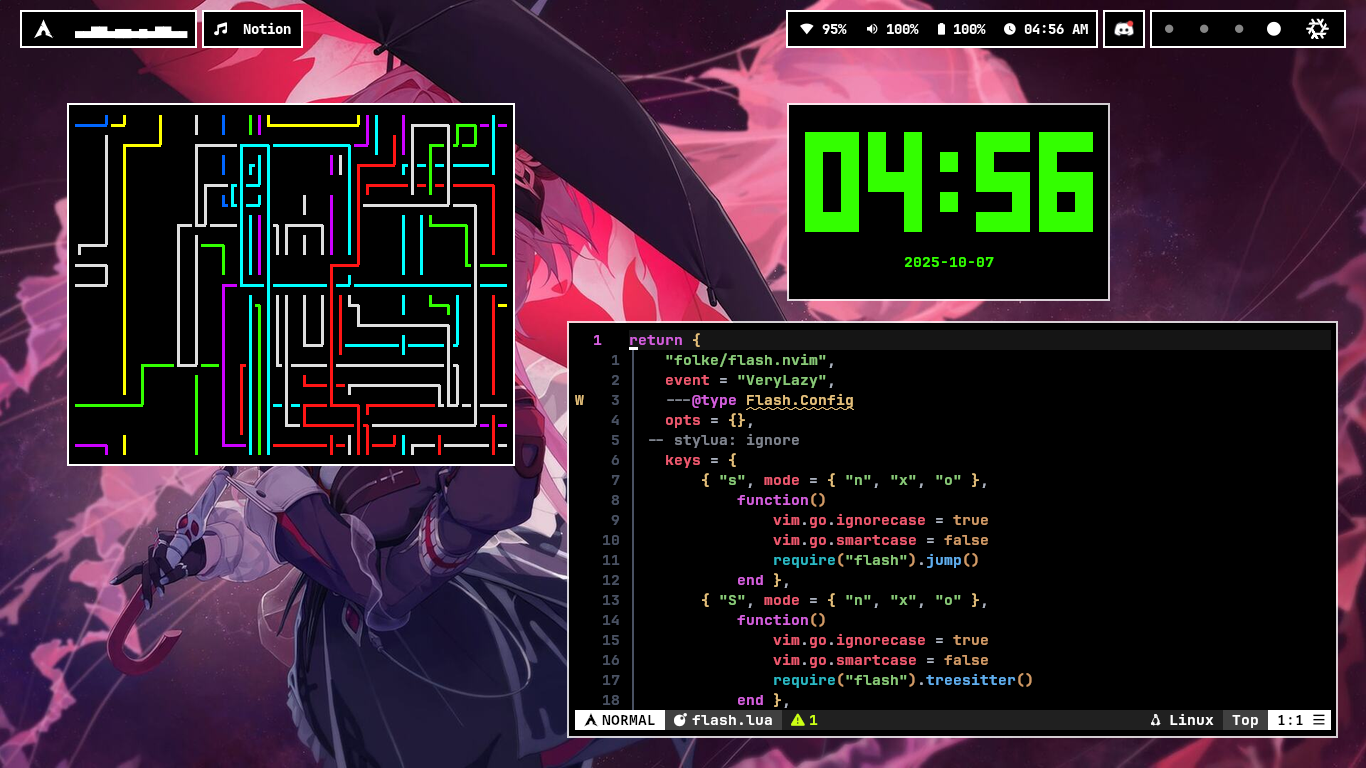 Notion
95% 100% 100% 04:56 AM
04:56
2025-10-07
1 return {
1 "folke/flash.nvim",
2 event = "VeryLazy",
W 3 ---@type Flash.Config
4 opts = {},
5 -- stylua: ignore
6 keys = {
7 { "s", mode = { "n", "x", "o" },
8 function()
9 vim.go.ignorecase = true
10 vim.go.smartcase = false
11 require("flash").jump()
12 end },
13 { "S", mode = { "n", "x", "o" },
14 function()
15 vim.go.ignorecase = true
16 vim.go.smartcase = false
17 require("flash").treesitter()
18 end },
NORMAL flash.lua 1 Linux Top 1:1